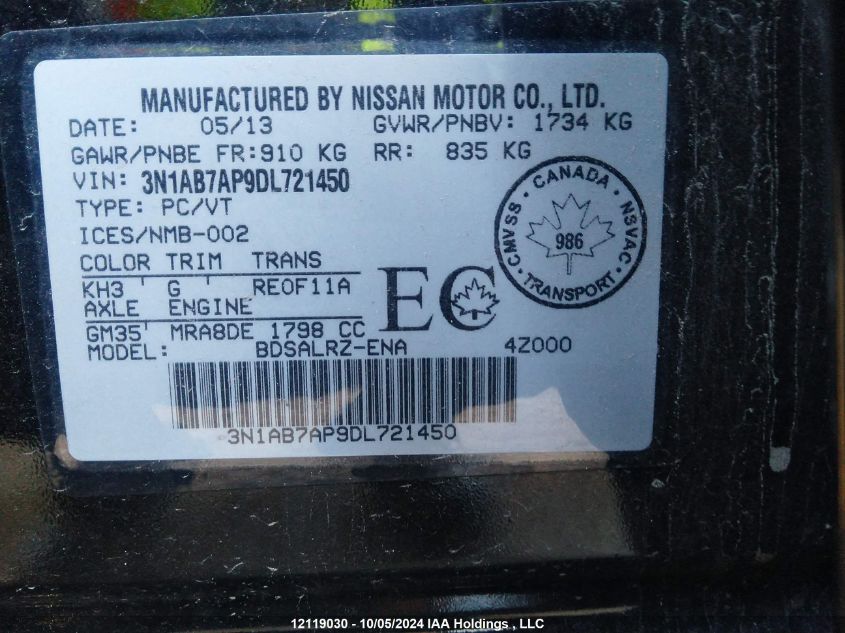 MANUFACTURED BY NISSAN MOTOR CO., LTD.
DATE: 05/13 GVWR/PNBV: 1734 KG
GAWR/PNBE FR:910 KG RR: 835 KG
VIN: 3N1AB7AP9DL721450
TYPE: PC/VT
ICES/NMB-002
COLOR TRIM TRANS
KH3 G RE0F11A
AXLE ENGINE
GM35 MRA8DE 1798 CC
MODEL: BDSALRZ-ENA 4Z000
EC
CANADA
CMVSS NSVAC
986
TRANSPORT
3N1AB7AP9DL721450
12119030 - 10/05/2024 IAA Holdings , LLC